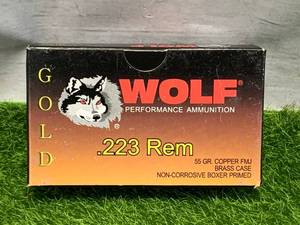 GOLD
WOLF®
PERFORMANCE AMMUNITION
®
.223 Rem
55 GR. COPPER FMJ
BRASS CASE
NON-CORROSIVE BOXER PRIMED